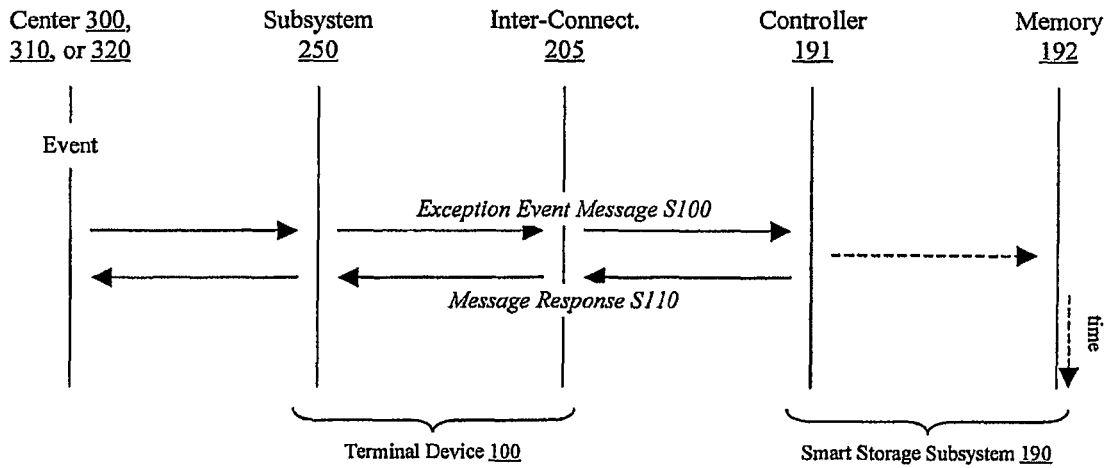 Center 300,
310, or 320
Subsystem
250
Inter-Connect.
205
Controller
191
Memory
192
Event
Exception Event Message S100
Message Response S110
time
Terminal Device 100
Smart Storage Subsystem 190